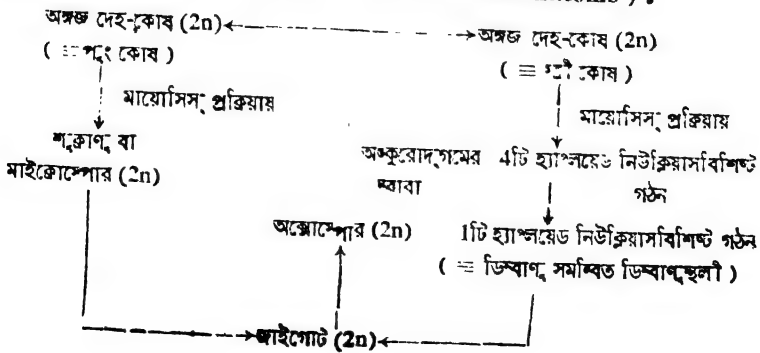 অঙ্গজ দেহ-কোষ (2n)
অঙ্গজ দেহ-কোষ (2n)
( ≡ পুং কোষ )
( ≡ স্ত্রী কোষ )
মায়োসিস্ প্রক্রিয়ায়
মায়োসিস্ প্রক্রিয়ায়
শুক্রাণু বা
মাইক্রোস্পোর (2n)
অঙ্কুরোদ্গমের
দ্বারা
4টি হ্যাপ্লয়েড নিউক্লিয়াসবিশিষ্ট
গঠন
অক্সোস্পোর (2n)
1টি হ্যাপ্লয়েড নিউক্লিয়াসবিশিষ্ট গঠন
( ≡ ডিম্বাণু সমন্বিত ডিম্বাণুস্থলী )
জাইগোট (2n)